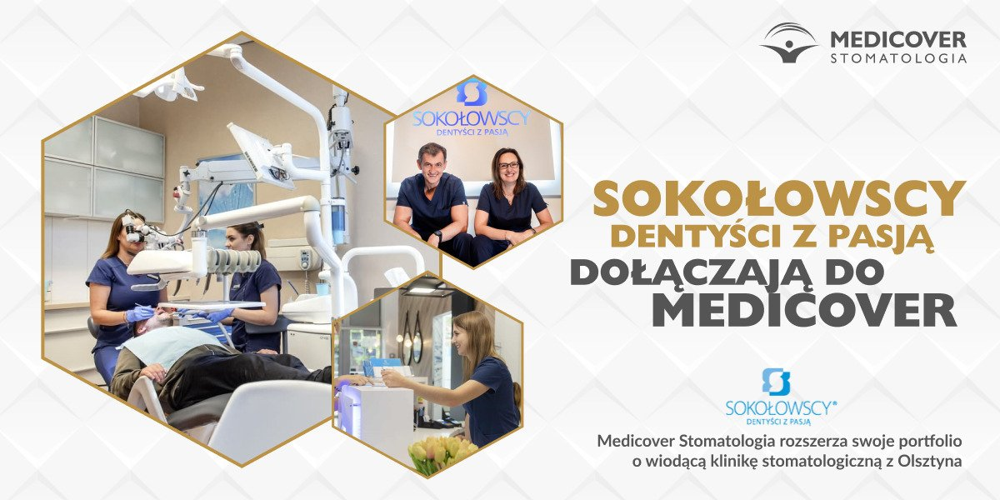 MEDICOVER
STOMATOLOGIA
SOKOŁOWSCY
DENTYŚCI Z PASJĄ
SOKOŁOWSCY
DENTYŚCI Z PASJĄ
DOŁĄCZAJĄ DO
MEDICOVER
SOKOŁOWSCY®
DENTYŚCI Z PASJĄ
Medicover Stomatologia rozszerza swoje portfolio
o wiodącą klinikę stomatologiczną z Olsztyna